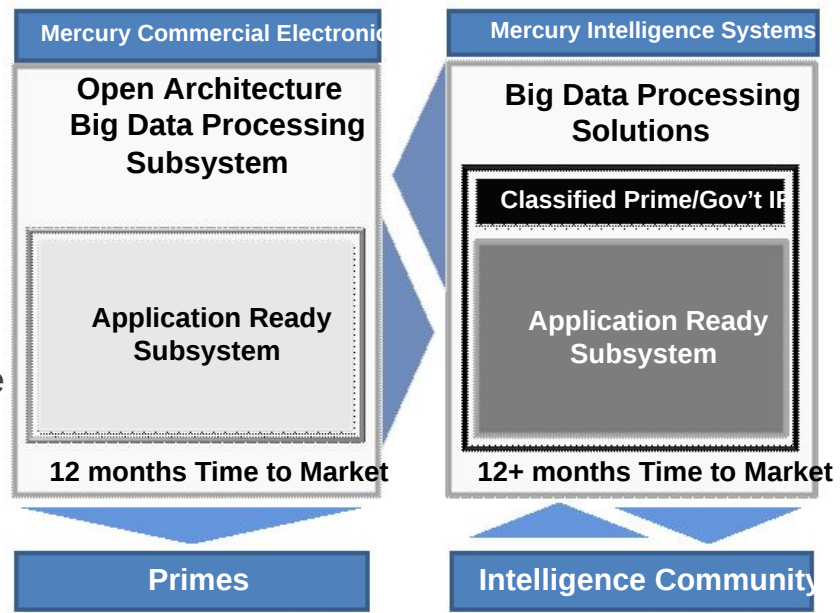 Mercury Commercial Electronic
Open Architecture
Big Data Processing
Subsystem
Application Ready
Subsystem
12 months Time to Market
Primes
Mercury Intelligence Systems
Big Data Processing
Solutions
Classified Prime/Gov’t IP
Application Ready
Subsystem
12+ months Time to Market
Intelligence Community
e